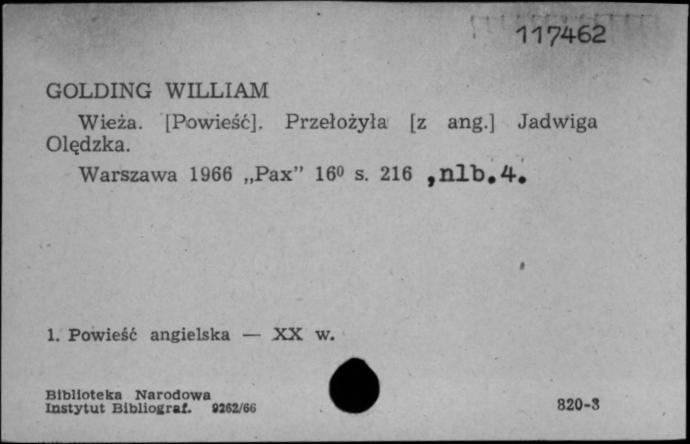 117462
GOLDING WILLIAM
Wieża. [Powieść]. Przełożyła [z ang.] Jadwiga
Olędzka.
Warszawa 1966 „Pax” 16⁰ s. 216 ,nlb.4.
1. Powieść angielska — XX w.
Biblioteka Narodowa
Instytut Bibliograf. 9262/66
820-3